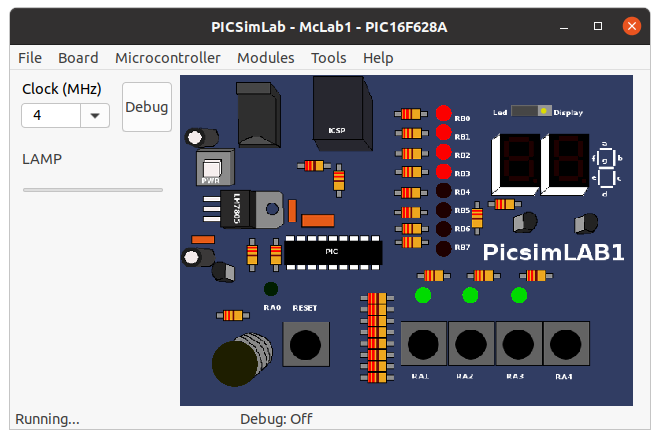 PICSimLab - McLab1 - PIC16F628A
File Board Microcontroller Modules Tools Help
Clock (MHz)
4
Debug
LAMP
PWR
LM7805
ICSP
RB0
RB1
RB2
RB3
RB4
RB5
RB6
RB7
Led Display
a
f b
g
e c
d
PIC
PicsimLAB1
RA0 RESET
RA1 RA2 RA3 RA4
Running... Debug: Off